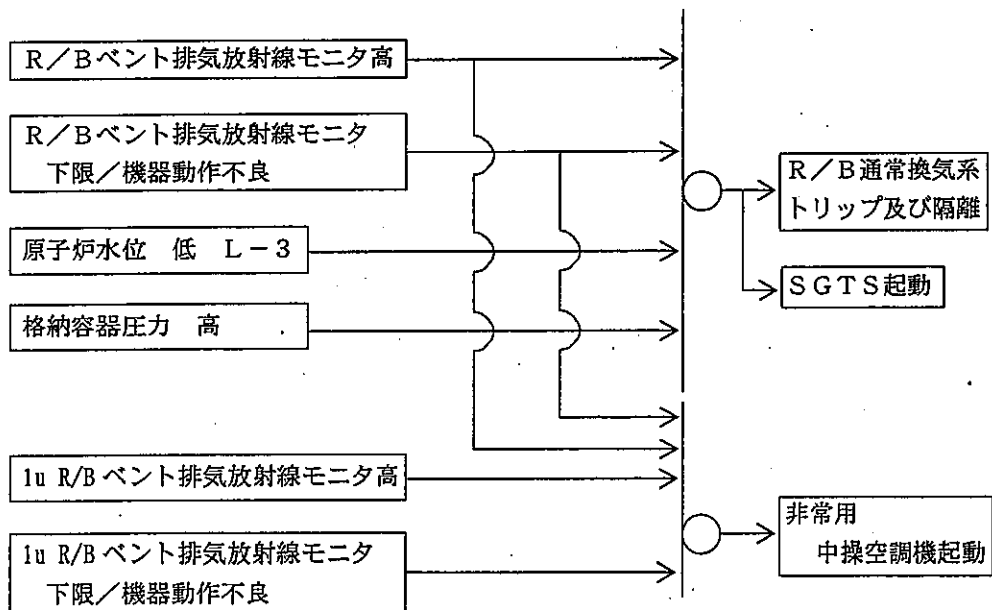 R/Bベント排気放射線モニタ高
R/Bベント排気放射線モニタ
下限/機器動作不良
原子炉水位 低 L-3
格納容器圧力 高
1u R/Bベント排気放射線モニタ高
1u R/Bベント排気放射線モニタ
下限/機器動作不良
R/B通常換気系
トリップ及び隔離
SGTS起動
非常用
中操空調機起動